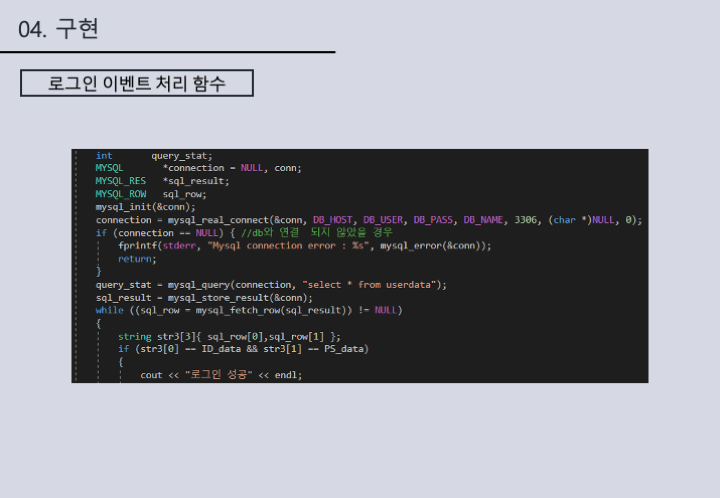 04. 구현
로그인 이벤트 처리 함수
int query_stat;
MYSQL *connection = NULL, conn;
MYSQL_RES *sql_result;
MYSQL_ROW sql_row;
mysql_init(&conn);
connection = mysql_real_connect(&conn, DB_HOST, DB_USER, DB_PASS, DB_NAME, 3306, (char *)NULL, 0);
if (connection == NULL) { //db와 연결 되지 않았을 경우
fprintf(stderr, "Mysql connection error : %s", mysql_error(&conn));
return;
}
query_stat = mysql_query(connection, "select * from userdata");
sql_result = mysql_store_result(&conn);
while ((sql_row = mysql_fetch_row(sql_result)) != NULL)
{
string str3[3]{ sql_row[0],sql_row[1] };
if (str3[0] == ID_data && str3[1] == PS_data)
{
cout << "로그인 성공" << endl;